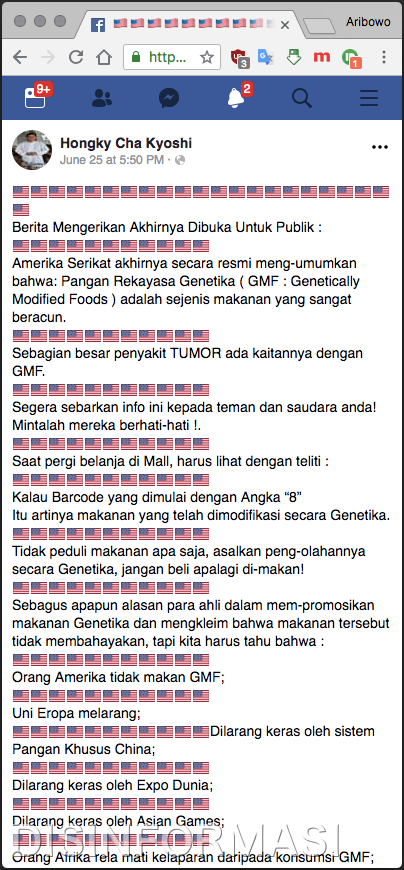 Aribowo
http...
3
1
9+
2
Hongky Cha Kyoshi
June 25 at 5:50 PM ·
Berita Mengerikan Akhirnya Dibuka Untuk Publik :
Amerika Serikat akhirnya secara resmi meng-umumkan
bahwa: Pangan Rekayasa Genetika ( GMF : Genetically
Modified Foods ) adalah sejenis makanan yang sangat
beracun.
Sebagian besar penyakit TUMOR ada kaitannya dengan
GMF.
Segera sebarkan info ini kepada teman dan saudara anda!
Mintalah mereka berhati-hati !.
Saat pergi belanja di Mall, harus lihat dengan teliti :
Kalau Barcode yang dimulai dengan Angka “8”
Itu artinya makanan yang telah dimodifikasi secara Genetika.
Tidak peduli makanan apa saja, asalkan peng-olahannya
secara Genetika, jangan beli apalagi di-makan!
Sebagus apapun alasan para ahli dalam mem-promosikan
makanan Genetika dan mengkleim bahwa makanan tersebut
tidak membahayakan, tapi kita harus tahu bahwa :
Orang Amerika tidak makan GMF;
Uni Eropa melarang;
Dilarang keras oleh sistem
Pangan Khusus China;
Dilarang keras oleh Expo Dunia;
Dilarang keras oleh Asian Games;
DISINFORMASI
Orang Afrika rela mati kelaparan daripada konsumsi GMF;